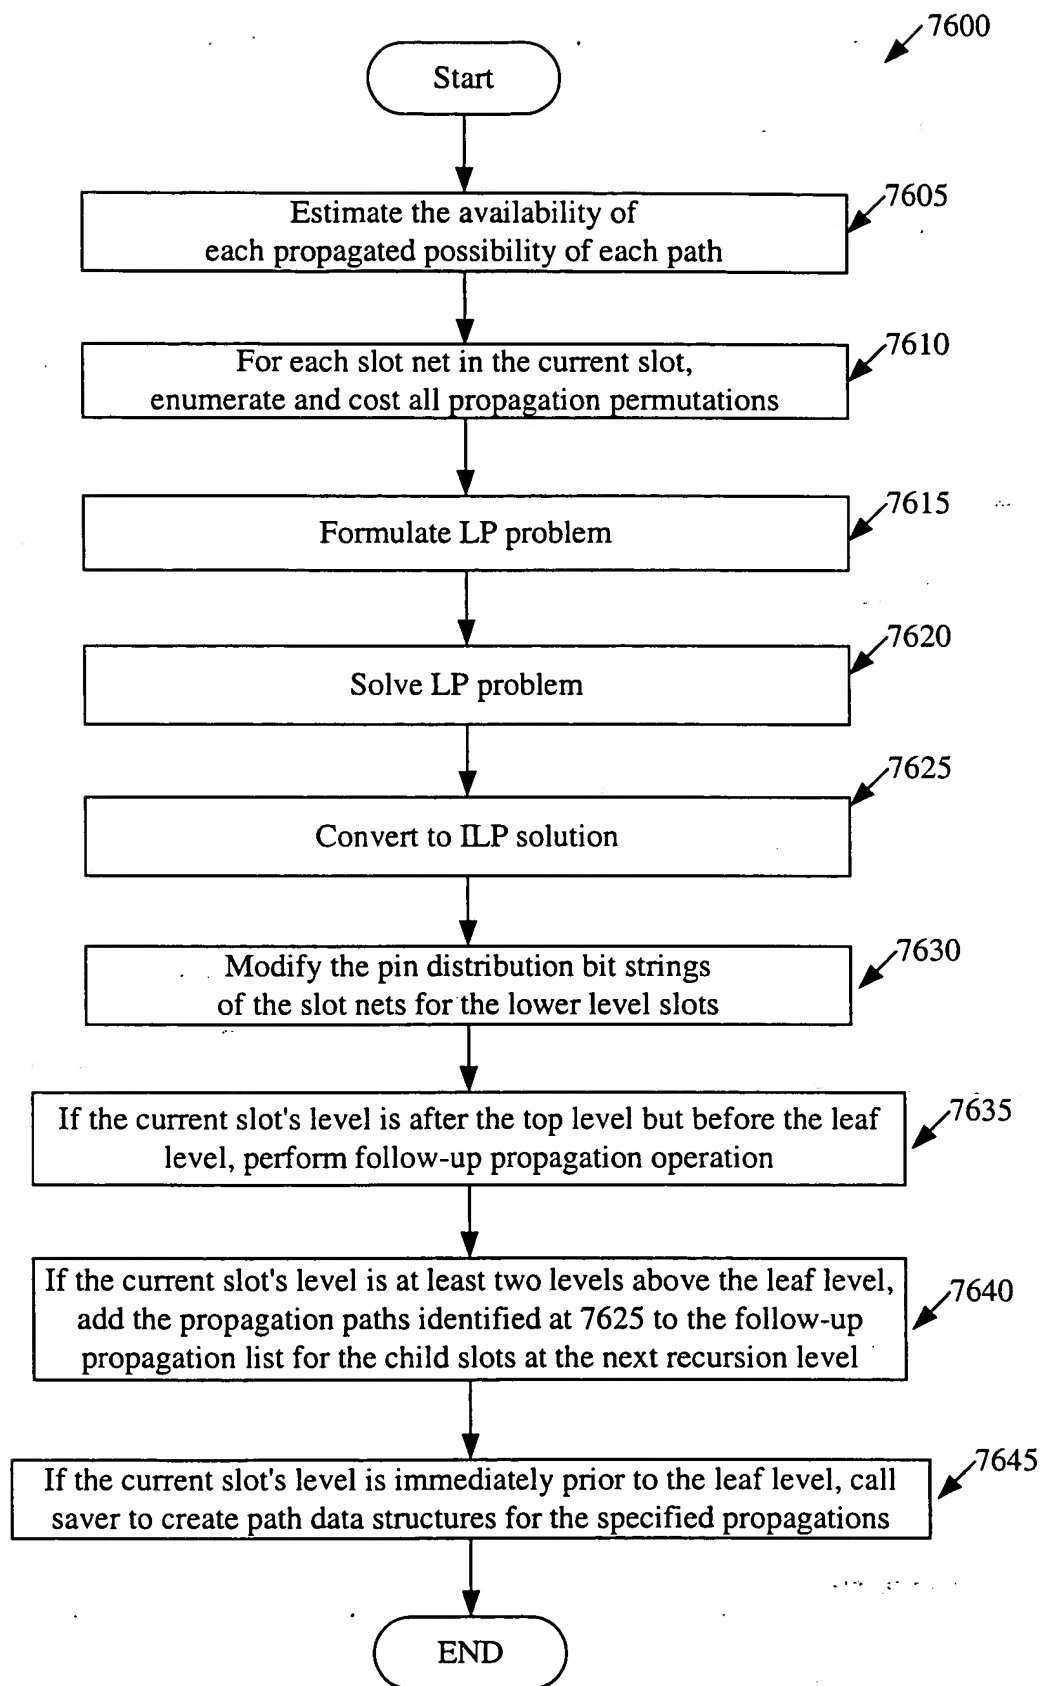 7600
Start
7605
Estimate the availability of
each propagated possibility of each path
7610
For each slot net in the current slot,
enumerate and cost all propagation permutations
7615
Formulate LP problem
7620
Solve LP problem
7625
Convert to ILP solution
7630
Modify the pin distribution bit strings
of the slot nets for the lower level slots
7635
If the current slot's level is after the top level but before the leaf
level, perform follow-up propagation operation
7640
If the current slot's level is at least two levels above the leaf level,
add the propagation paths identified at 7625 to the follow-up
propagation list for the child slots at the next recursion level
7645
If the current slot's level is immediately prior to the leaf level, call
saver to create path data structures for the specified propagations
END